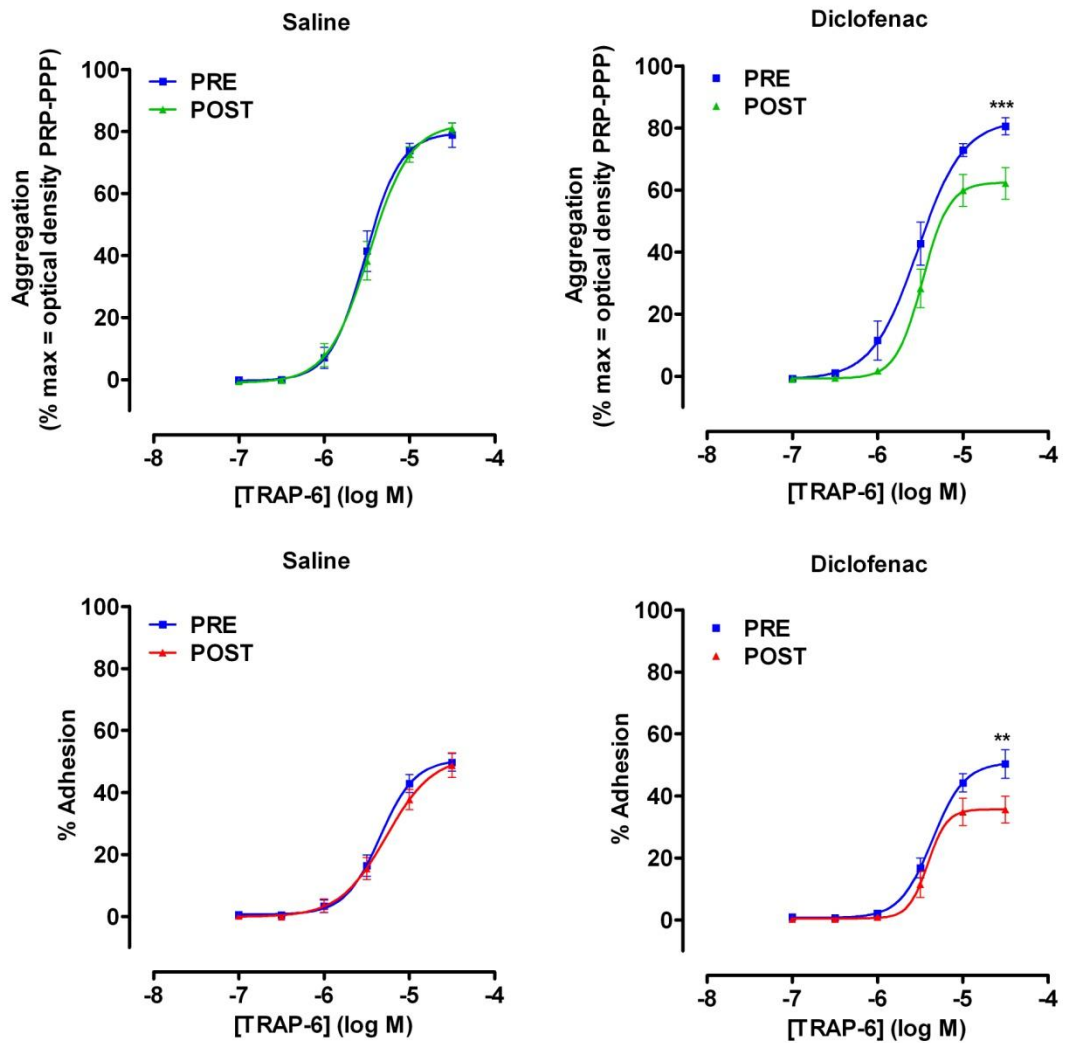 Saline
Aggregation
(% max = optical density PRP-PPP)
100
80
60
40
20
0
PRE
POST
-8 -7 -6 -5 -4
[TRAP-6] (log M)
Diclofenac
Aggregation
(% max = optical density PRP-PPP)
100
80
60
40
20
0
PRE
POST
***
-8 -7 -6 -5 -4
[TRAP-6] (log M)
Saline
% Adhesion
100
80
60
40
20
0
PRE
POST
-8 -7 -6 -5 -4
[TRAP-6] (log M)
Diclofenac
% Adhesion
100
80
60
40
20
0
PRE
POST
**
-8 -7 -6 -5 -4
[TRAP-6] (log M)